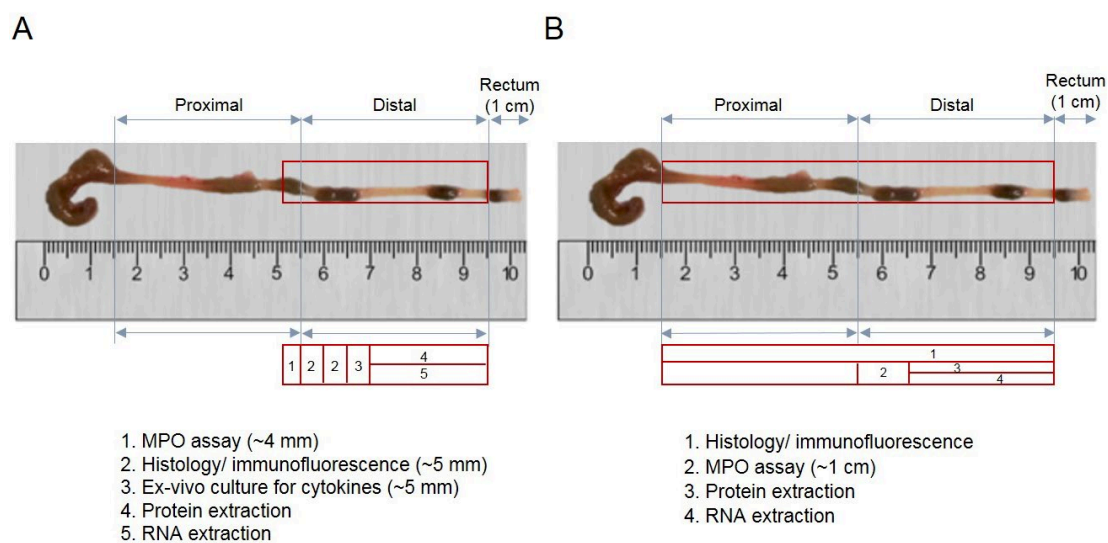 A
B
Rectum
(1 cm)
Proximal
Distal
Rectum
(1 cm)
Proximal
Distal
0 1 2 3 4 5 6 7 8 9 10
0 1 2 3 4 5 6 7 8 9 10
1 2 2 3 4
5
1
2 3
4
1. MPO assay (~4 mm)
2. Histology/ immunofluorescence (~5 mm)
3. Ex-vivo culture for cytokines (~5 mm)
4. Protein extraction
5. RNA extraction
1. Histology/ immunofluorescence
2. MPO assay (~1 cm)
3. Protein extraction
4. RNA extraction